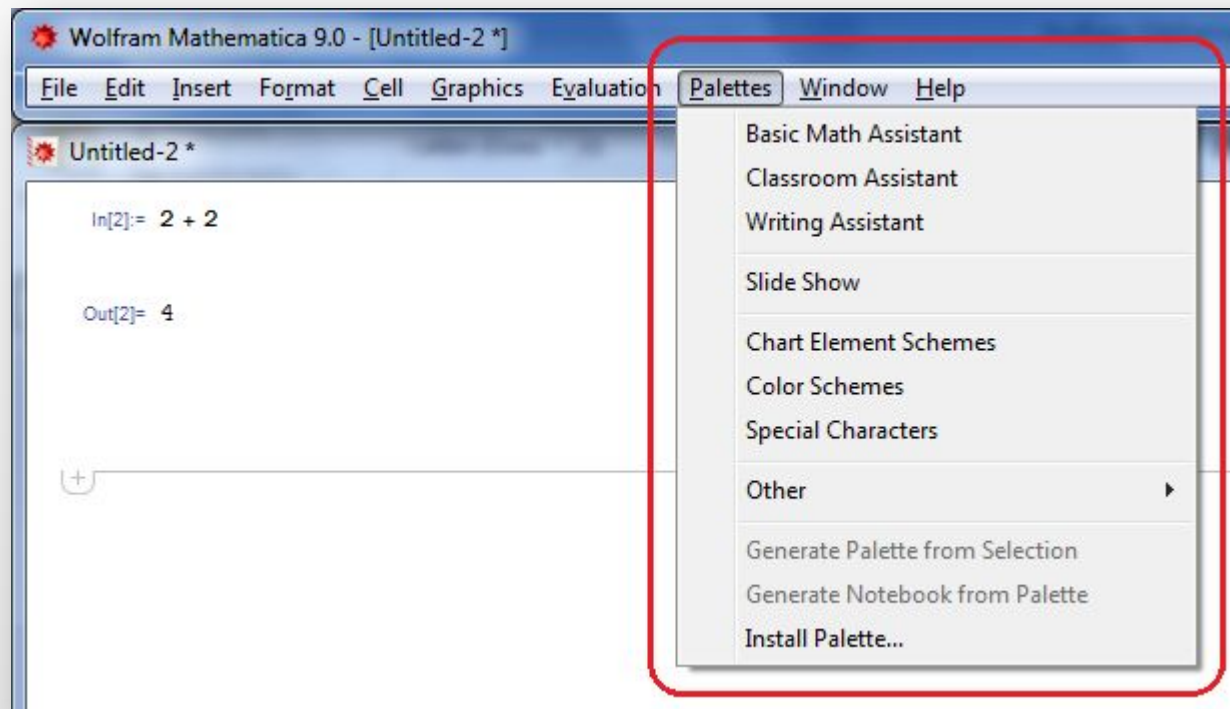 Wolfram Mathematica 9.0 - [Untitled-2 *]
File Edit Insert Format Cell Graphics Evaluation Palettes Window Help
Untitled-2 *
In[2]:= 2 + 2
Out[2]= 4
Basic Math Assistant
Classroom Assistant
Writing Assistant
Slide Show
Chart Element Schemes
Color Schemes
Special Characters
Other
Generate Palette from Selection
Generate Notebook from Palette
Install Palette...